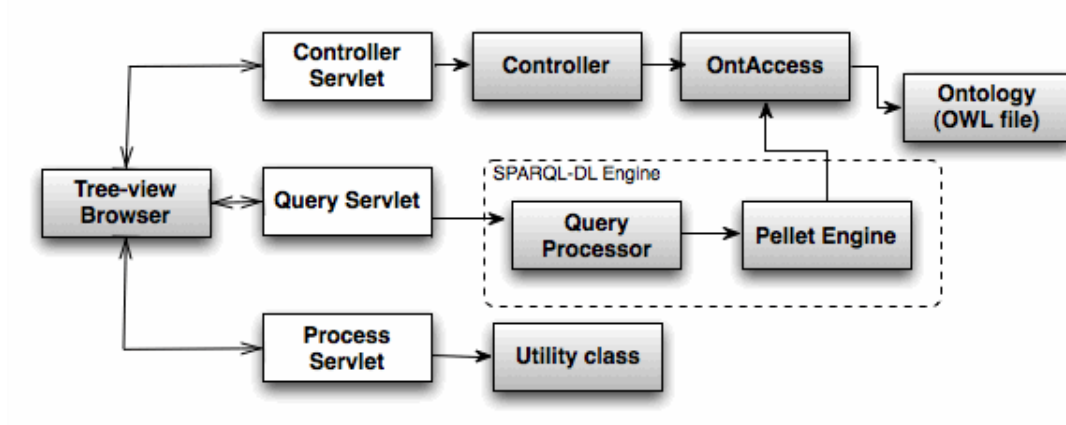 Controller
Servlet
Controller
OntAccess
Ontology
(OWL file)
SPARQL-DL Engine
Tree-view
Browser
Query Servlet
Query
Processor
Pellet Engine
Process
Servlet
Utility class